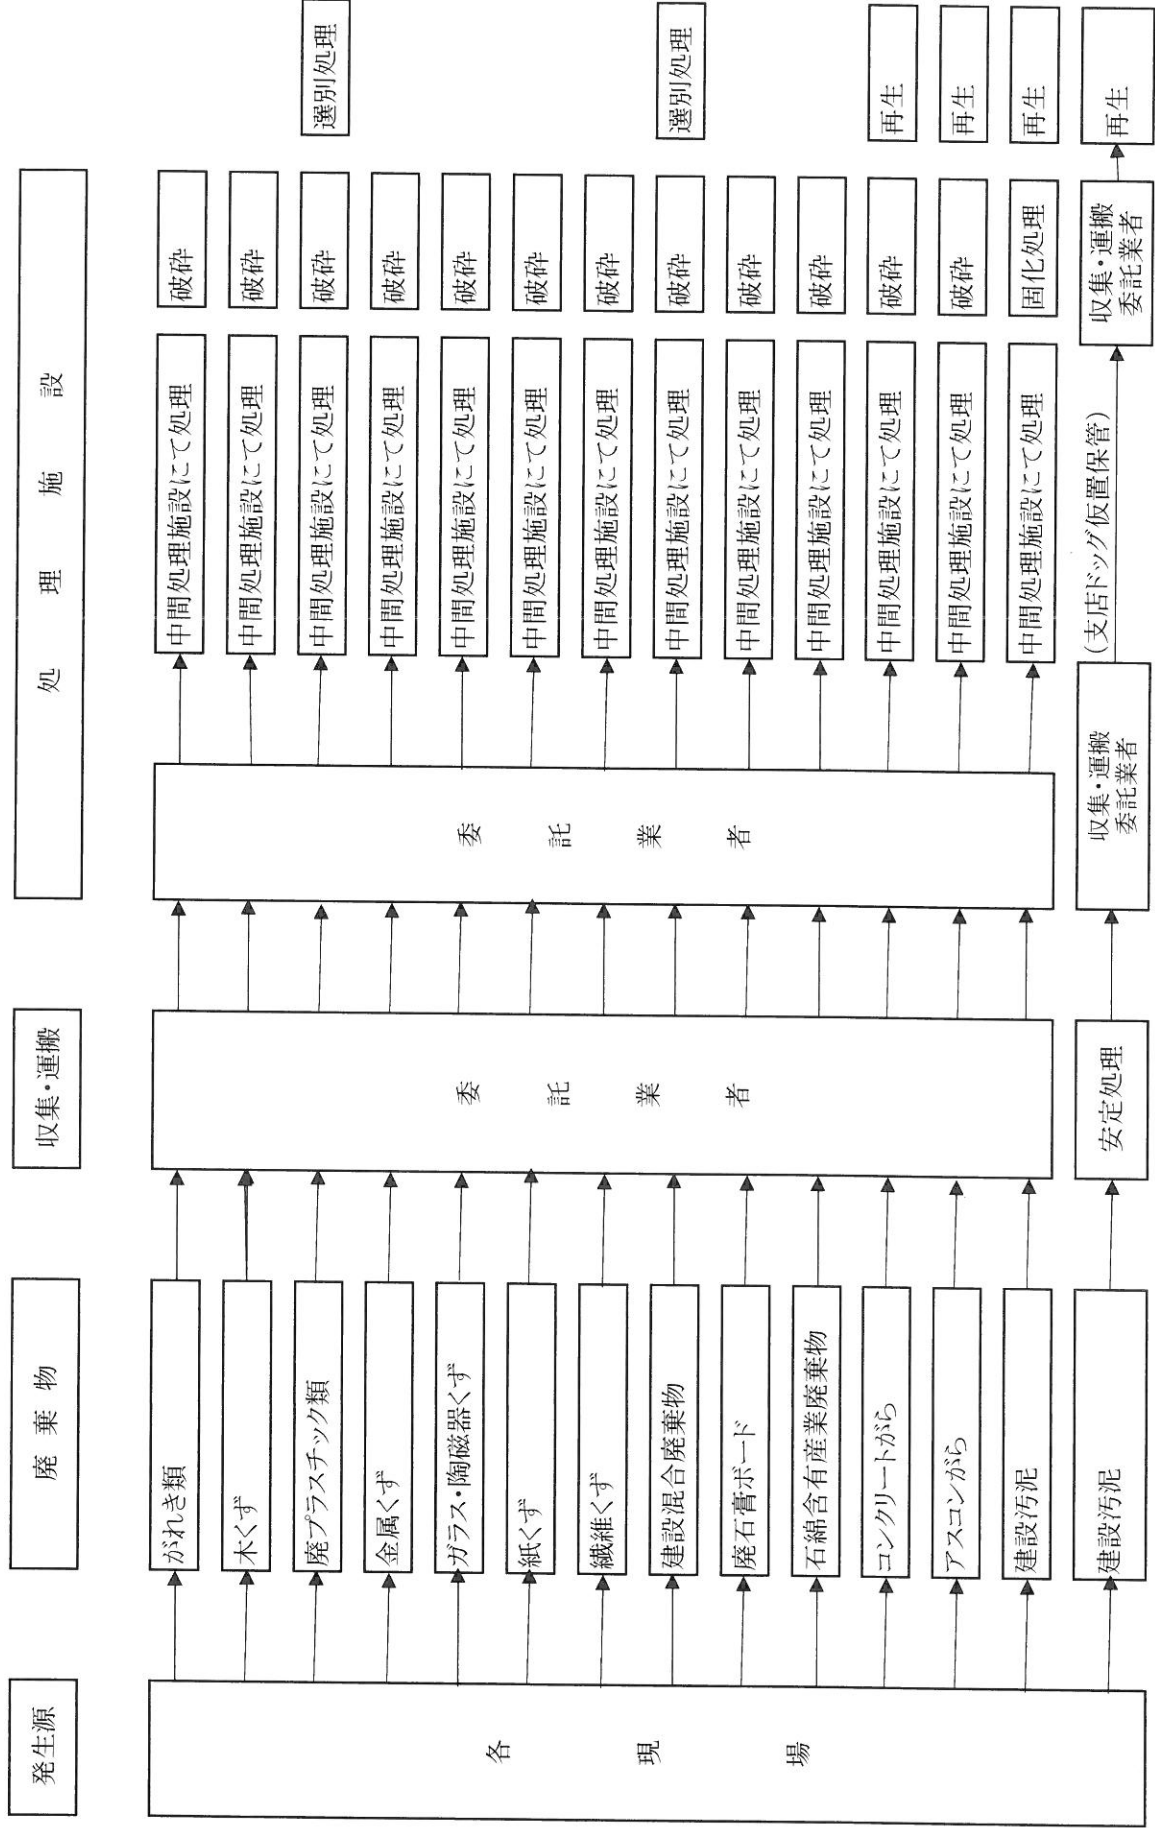 発生源
廃棄物
収集・運搬
処理施設
各現場
委託業者
委託業者
がれき類
中間処理施設にて処理
破砕
木くず
中間処理施設にて処理
破砕
廃プラスチック類
中間処理施設にて処理
破砕
選別処理
金属くず
中間処理施設にて処理
破砕
ガラス・陶磁器くず
中間処理施設にて処理
破砕
紙くず
中間処理施設にて処理
破砕
繊維くず
中間処理施設にて処理
破砕
建設混合廃棄物
中間処理施設にて処理
破砕
選別処理
廃石膏ボード
中間処理施設にて処理
破砕
石綿含有産業廃棄物
中間処理施設にて処理
破砕
コンクリートがら
中間処理施設にて処理
破砕
再生
アスコンがら
中間処理施設にて処理
破砕
再生
建設汚泥
中間処理施設にて処理
固化処理
再生
建設汚泥
安定処理
収集・運搬
委託業者
(支店ドッグ仮置保管)
収集・運搬
委託業者
再生